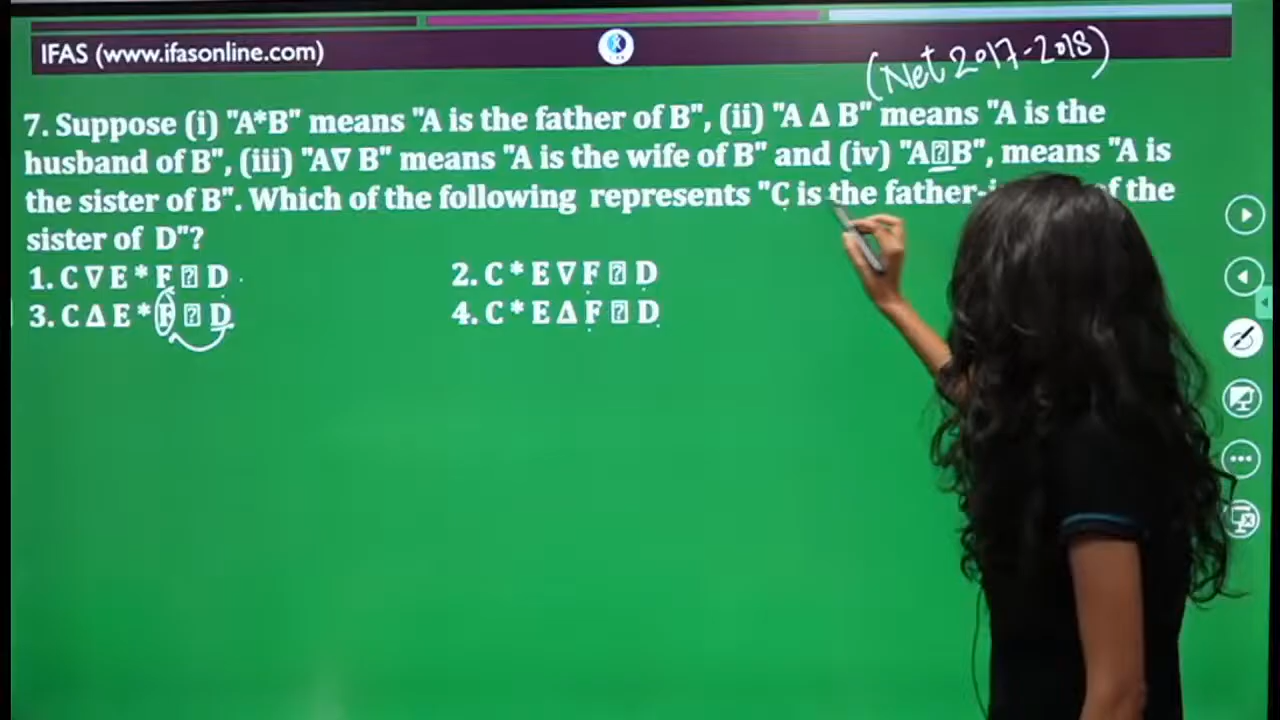 IFAS (www.ifasonline.com)
(Net 2017-2018)
7. Suppose (i) "A*B" means "A is the father of B", (ii) "A Δ B" means "A is the
husband of B", (iii) "A∇ B" means "A is the wife of B" and (iv) "A⍰B", means "A is
the sister of B". Which of the following represents "C is the father- of the
sister of D"?
1. C ∇ E * F ⍰ D
2. C * E ∇ F ⍰ D
3. C Δ E * F ⍰ D
4. C * E Δ F ⍰ D